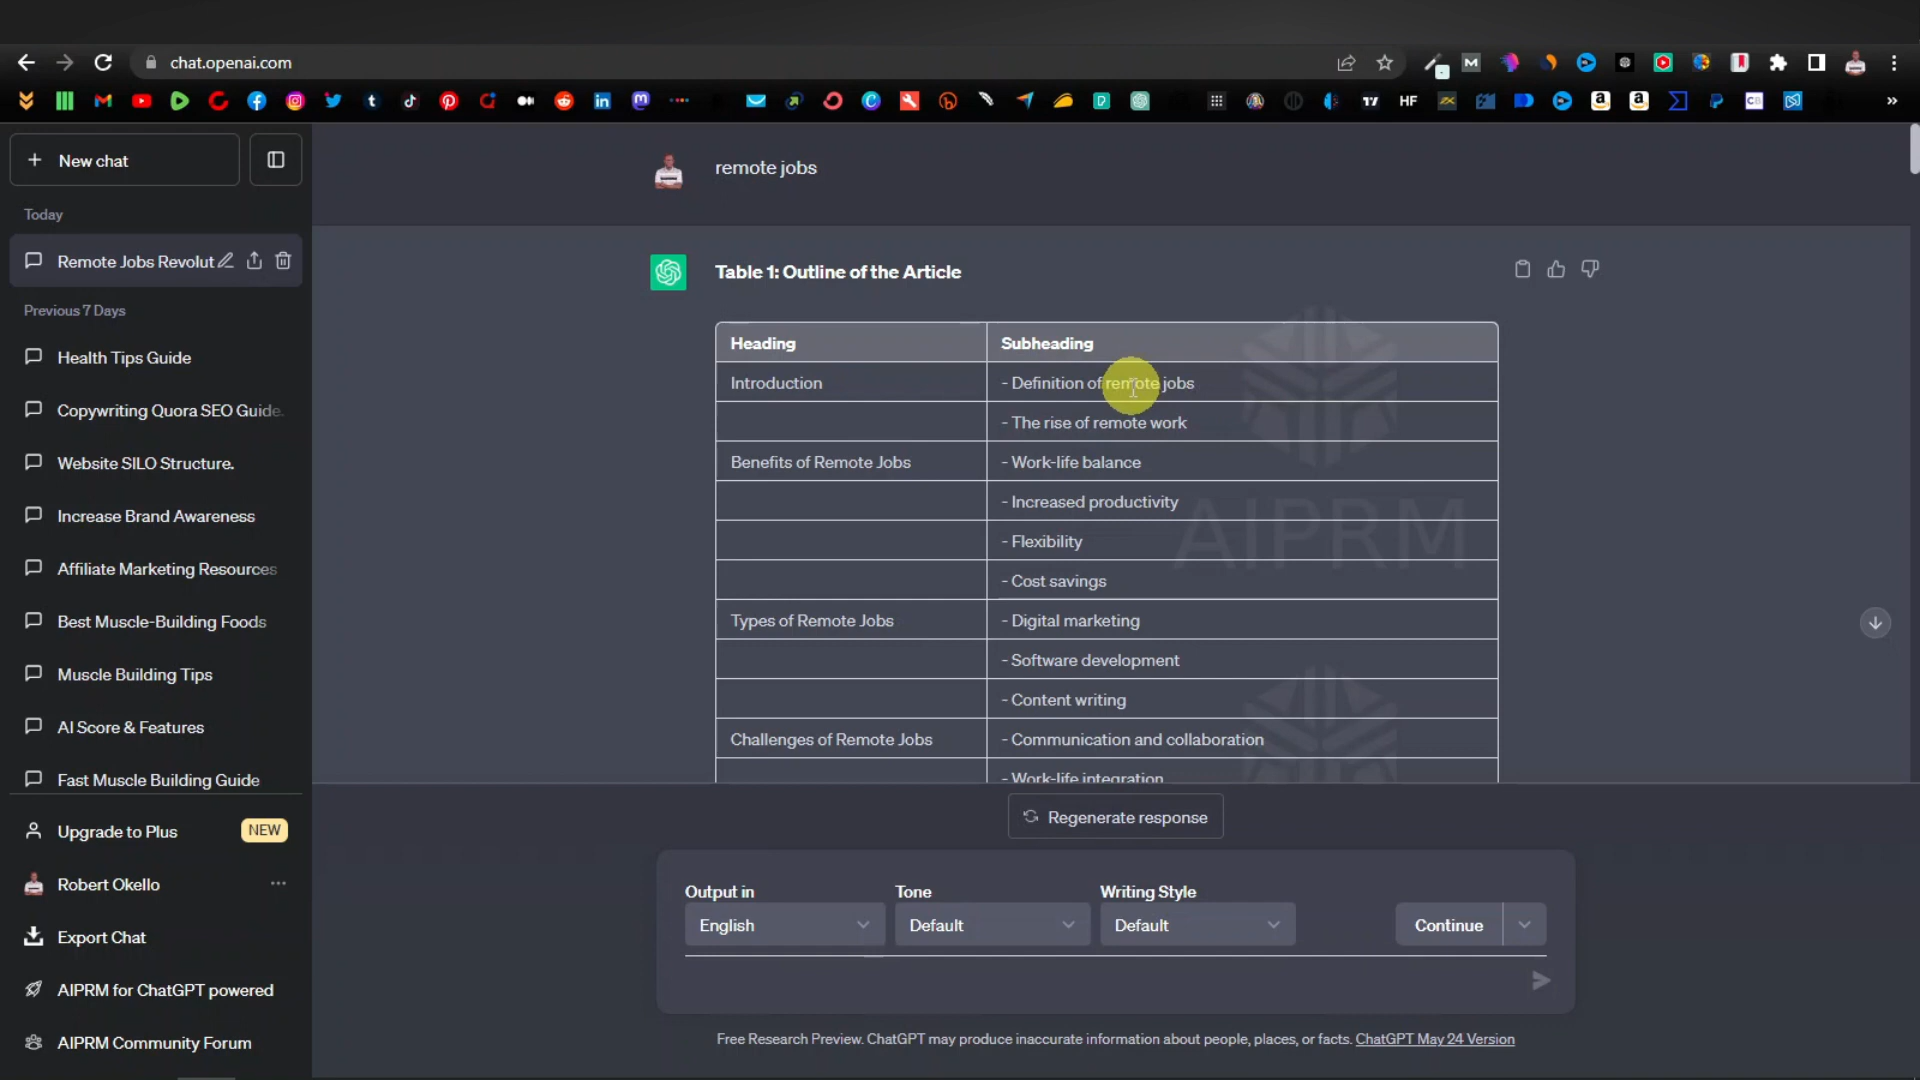 chat.openai.com
M
17
HF
CB
»
+ New chat
Today
Remote Jobs Revolut
Previous 7 Days
Health Tips Guide
Copywriting Quora SEO Guide.
Website SILO Structure.
Increase Brand Awareness
Affiliate Marketing Resources
Best Muscle-Building Foods
Muscle Building Tips
AI Score & Features
Fast Muscle Building Guide
Upgrade to Plus NEW
Robert Okello ...
Export Chat
AIPRM for ChatGPT powered
AIPRM Community Forum
remote jobs
Table 1: Outline of the Article
Heading Subheading
Introduction - Definition of remote jobs
- The rise of remote work
Benefits of Remote Jobs - Work-life balance
- Increased productivity
- Flexibility
- Cost savings
Types of Remote Jobs - Digital marketing
- Software development
- Content writing
Challenges of Remote Jobs - Communication and collaboration
- Work-life integration
AIPRM
Regenerate response
Output in Tone Writing Style
English Default Default Continue
Free Research Preview. ChatGPT may produce inaccurate information about people, places, or facts. ChatGPT May 24 Version